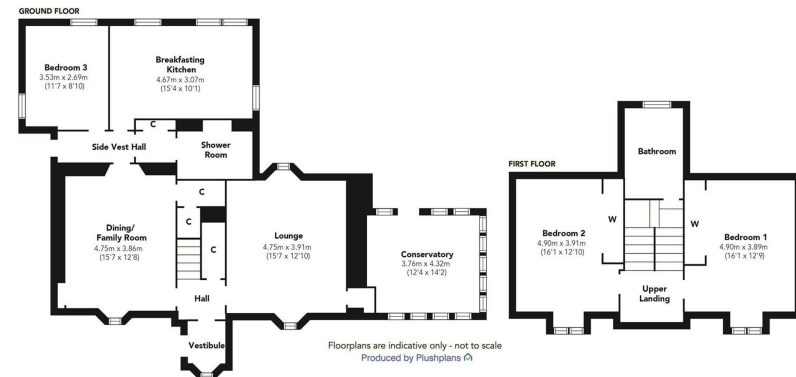 GROUND FLOOR
Bedroom 3
3.53m x 2.69m
(11'7 x 8'10)
Breakfasting
Kitchen
4.67m x 3.07m
(15'4 x 10'1)
C
Side Vest Hall
Shower
Room
C
C
C
Dining/
Family Room
4.75m x 3.86m
(15'7 x 12'8)
Lounge
4.75m x 3.91m
(15'7 x 12'10)
Conservatory
3.76m x 4.32m
(12'4 x 14'2)
Hall
Vestibule
FIRST FLOOR
Bathroom
Bedroom 2
4.90m x 3.91m
(16'1 x 12'10)
W
W
Bedroom 1
4.90m x 3.89m
(16'1 x 12'9)
Upper
Landing
Floorplans are indicative only - not to scale
Produced by Plushplans